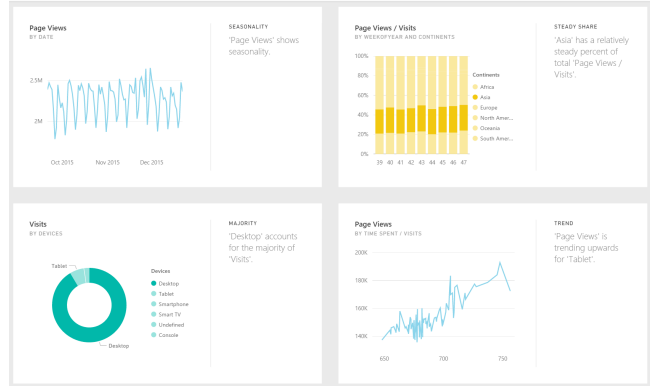 Page Views
BY DATE
2.5M
2M
Oct 2015 Nov 2015 Dec 2015
SEASONALITY
'Page Views' shows
seasonality.
Page Views / Visits
BY WEEKOFYEAR AND CONTINENTS
100%
80%
60%
40%
20%
0%
39 40 41 42 43 44 45 46 47
Continents
Africa
Asia
Europe
North Amer...
Oceania
South Amer...
STEADY SHARE
'Asia' has a relatively
steady percent of
total 'Page Views /
Visits'.
Visits
BY DEVICES
Tablet
Desktop
Devices
Desktop
Tablet
Smartphone
Smart TV
Undefined
Console
MAJORITY
'Desktop' accounts
for the majority of
'Visits'.
Page Views
BY TIME SPENT / VISITS
200K
180K
160K
140K
650 700 750
TREND
'Page Views' is
trending upwards
for 'Tablet'.